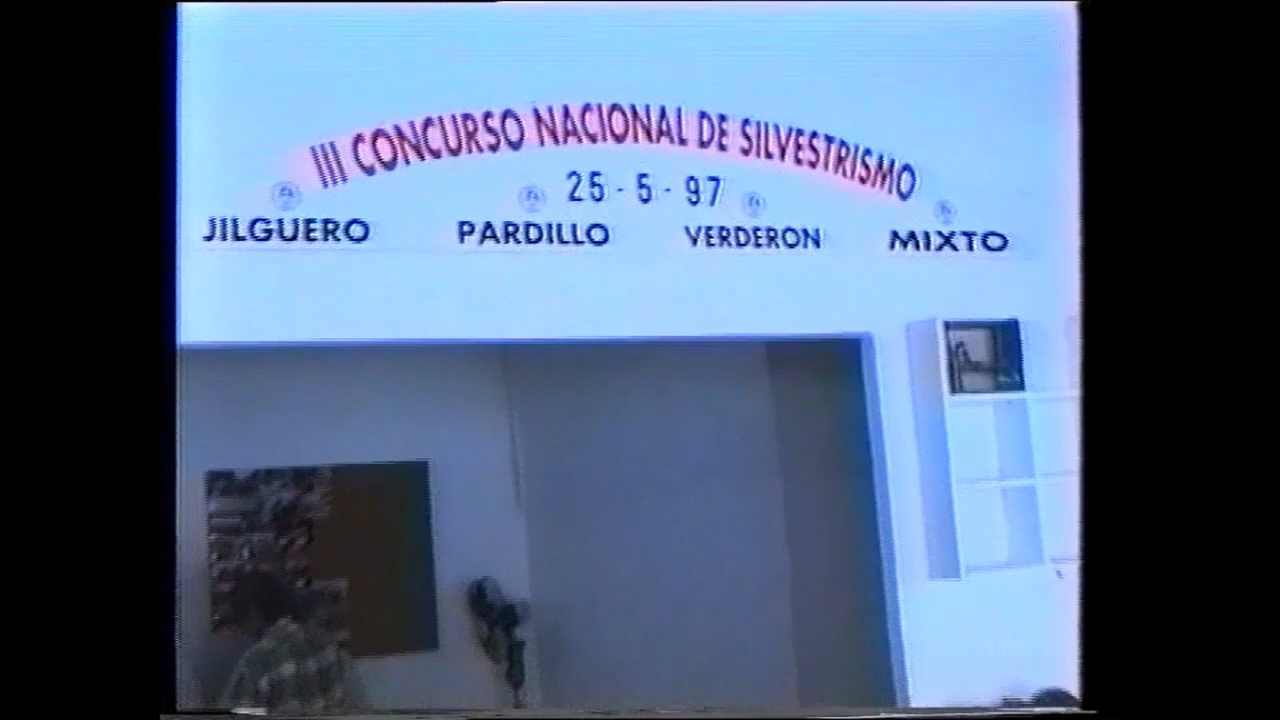 III CONCURSO NACIONAL DE SILVESTRISMO
25 - 5 - 97
JILGUERO PARDILLO VERDERON MIXTO